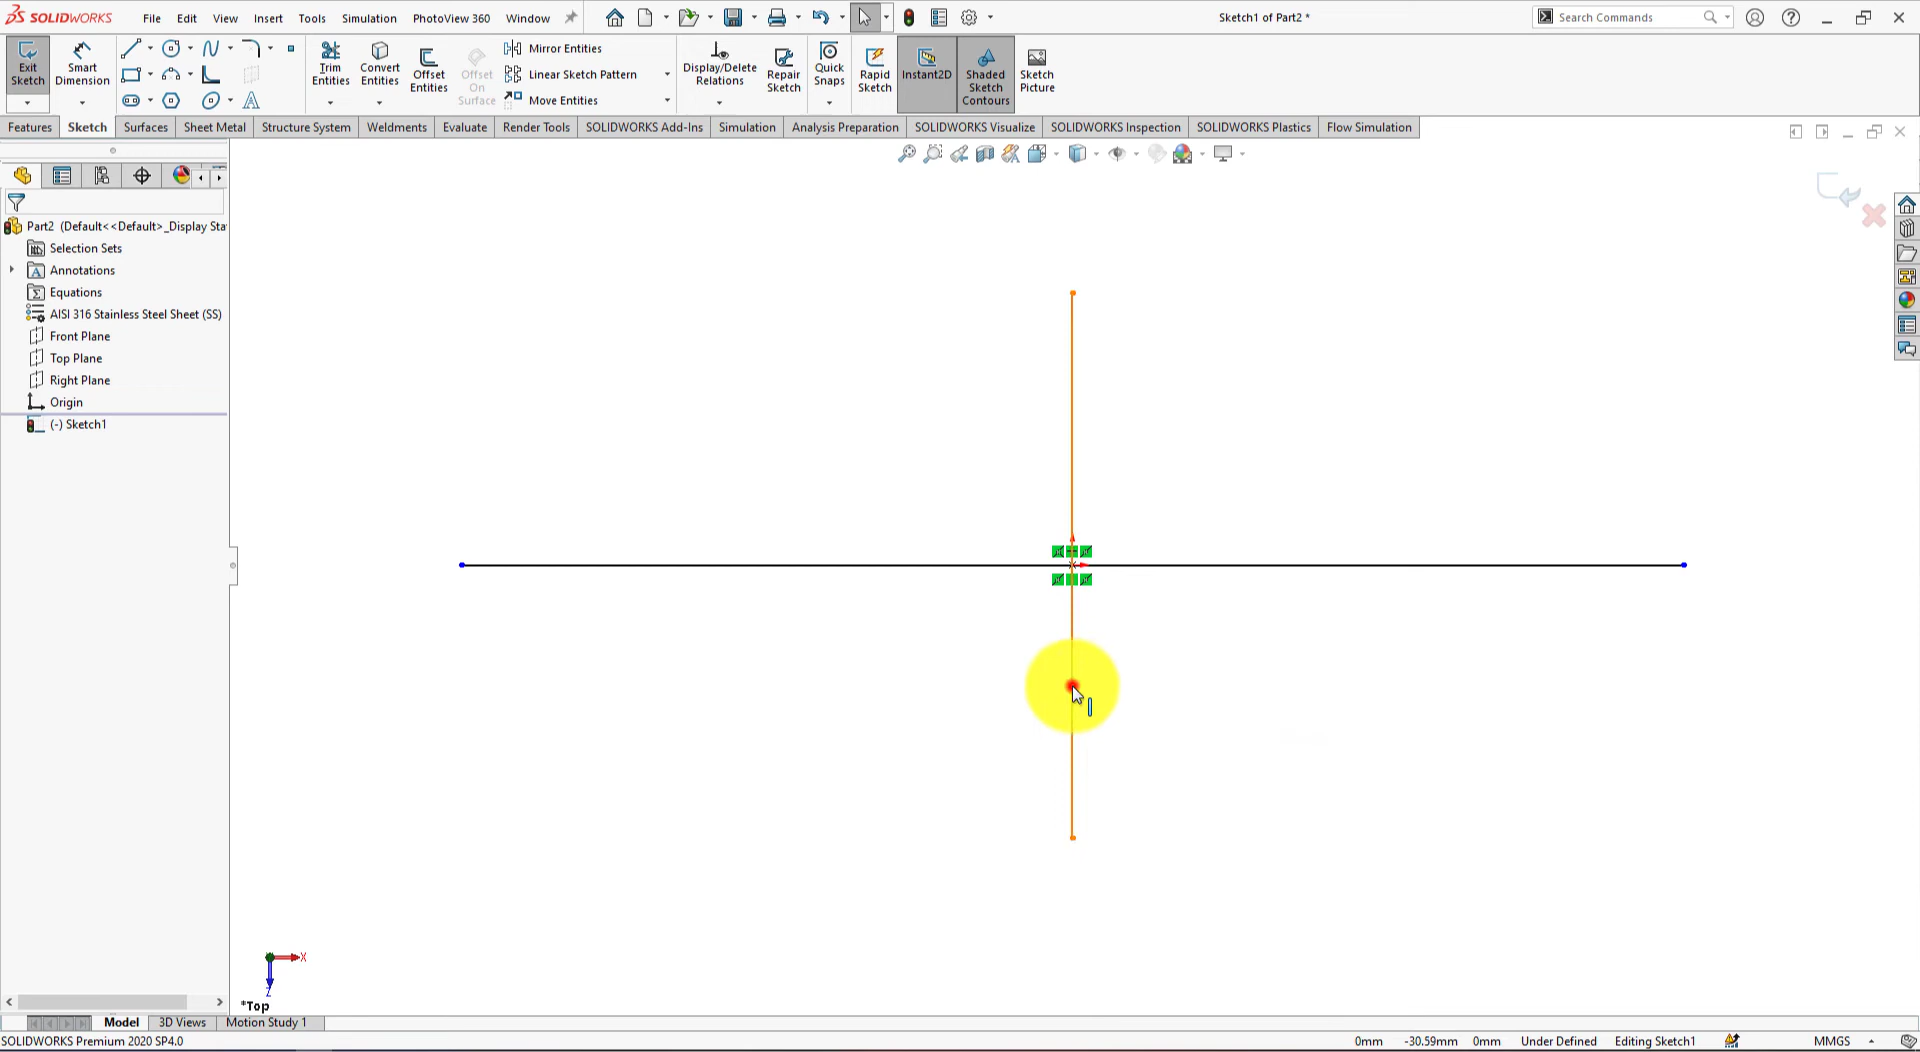 SOLIDWORKS File Edit View Insert Tools Simulation PhotoView 360 Window Sketch1 of Part2 * Search Commands
Exit Sketch
Smart Dimension
Trim Entities
Convert Entities
Offset Entities
Offset On Surface
Mirror Entities
Linear Sketch Pattern
Move Entities
Display/Delete Relations
Repair Sketch
Quick Snaps
Rapid Sketch
Instant2D
Shaded Sketch Contours
Sketch Picture
Features Sketch Surfaces Sheet Metal Structure System Weldments Evaluate Render Tools SOLIDWORKS Add-Ins Simulation Analysis Preparation SOLIDWORKS Visualize SOLIDWORKS Inspection SOLIDWORKS Plastics Flow Simulation
Part2 (Default<<Default>_Display Sta
Selection Sets
Annotations
Equations
AISI 316 Stainless Steel Sheet (SS)
Front Plane
Top Plane
Right Plane
Origin
(-) Sketch1
X
Z
*Top
Model 3D Views Motion Study 1
SOLIDWORKS Premium 2020 SP4.0 0mm -30.59mm 0mm Under Defined Editing Sketch1 MMGS